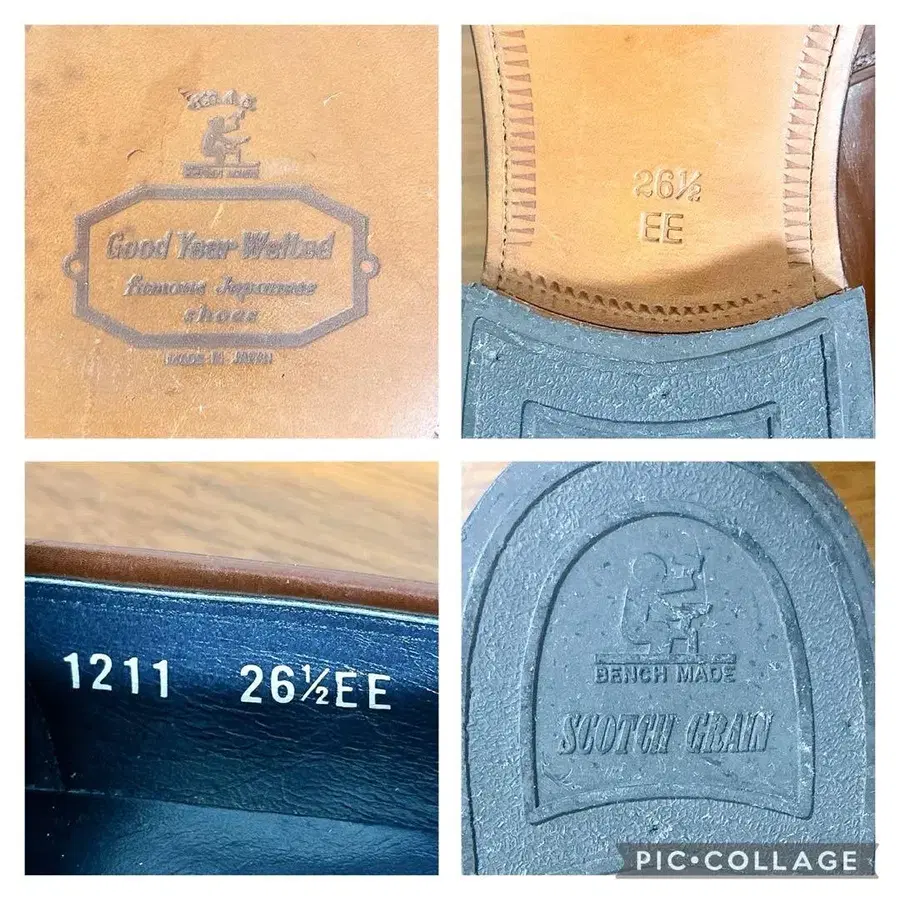 Good Year Welted
famous Japanese
shoes
MADE IN JAPAN
26½
EE
1211 26½EE
BENCH MADE
SCOTCH GRAIN
PIC•COLLAGE